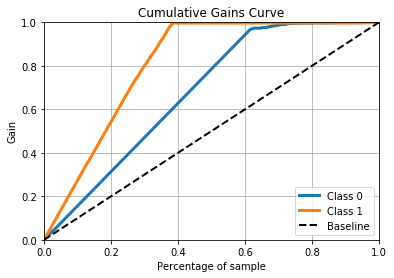 Cumulative Gains Curve
1.0
0.8
0.6
0.4
0.2
0.0
Gain
Class 0
Class 1
Baseline
0.0 0.2 0.4 0.6 0.8 1.0
Percentage of sample